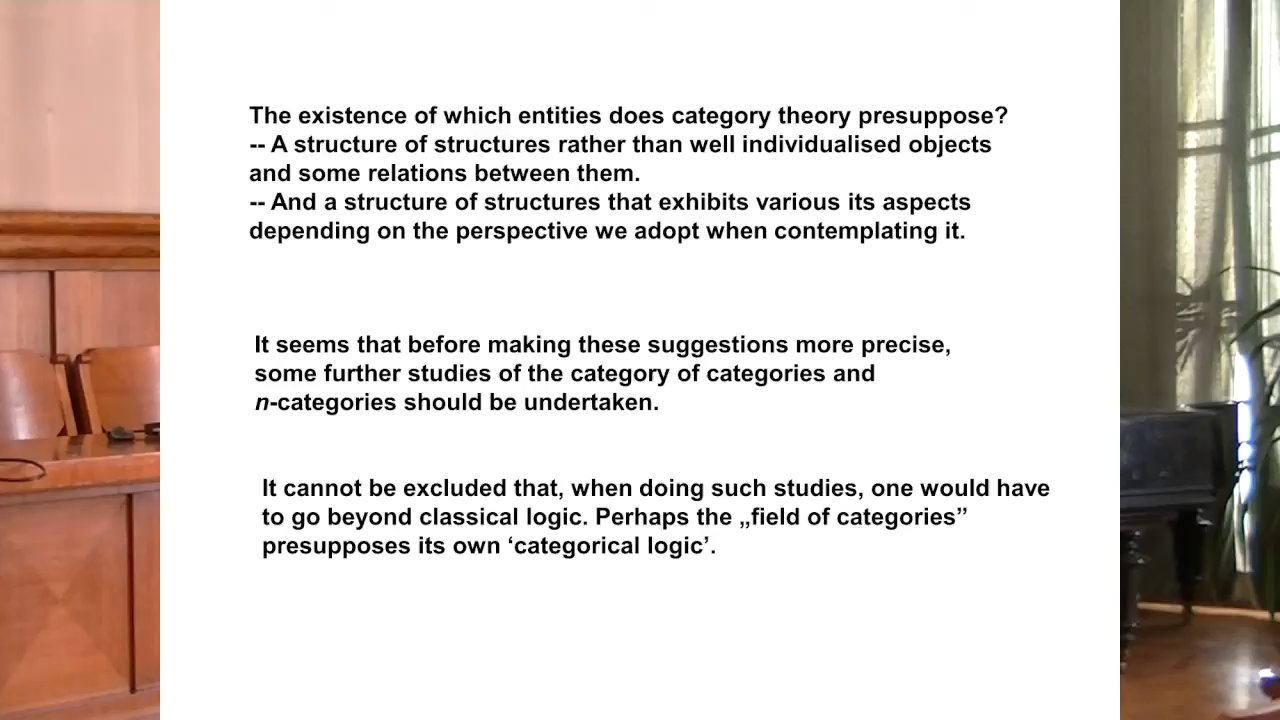 The existence of which entities does category theory presuppose?
-- A structure of structures rather than well individualised objects
and some relations between them.
-- And a structure of structures that exhibits various its aspects
depending on the perspective we adopt when contemplating it.
It seems that before making these suggestions more precise,
some further studies of the category of categories and
n-categories should be undertaken.
It cannot be excluded that, when doing such studies, one would have
to go beyond classical logic. Perhaps the „field of categories”
presupposes its own ‘categorical logic’.